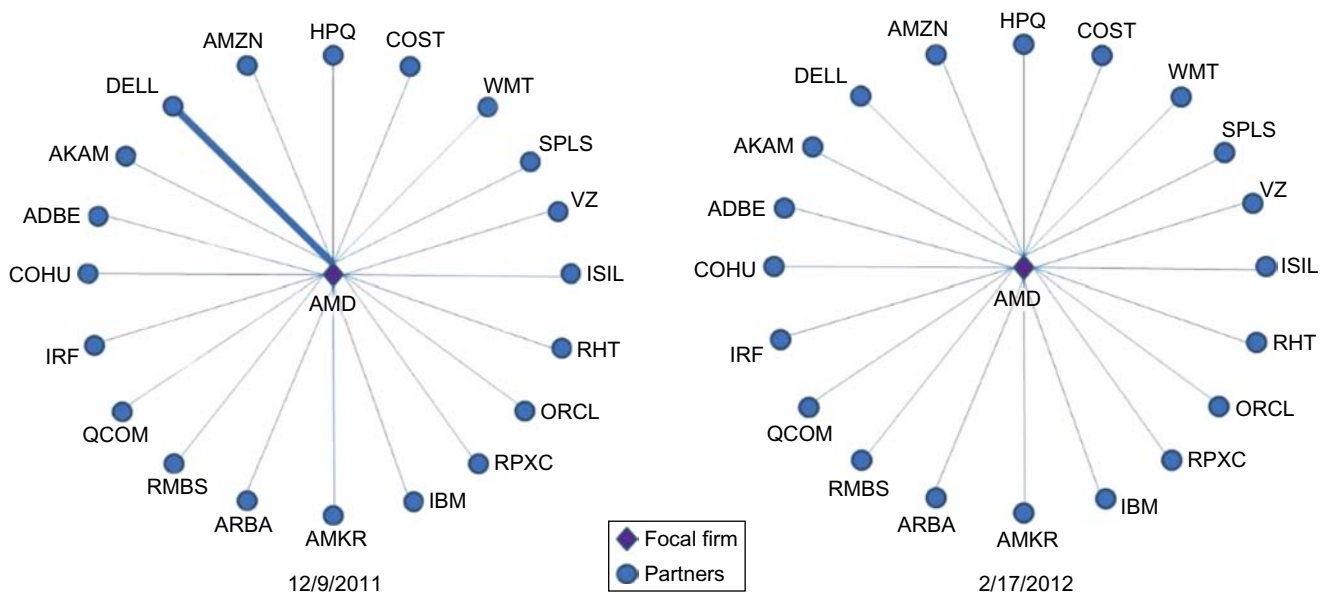 HPQ
AMZN
COST
DELL
WMT
AKAM
SPLS
ADBE
VZ
COHU
ISIL
AMD
IRF
RHT
QCOM
ORCL
RMBS
RPXC
ARBA
IBM
AMKR
12/9/2011
HPQ
AMZN
COST
DELL
WMT
AKAM
SPLS
ADBE
VZ
COHU
ISIL
AMD
IRF
RHT
QCOM
ORCL
RMBS
RPXC
ARBA
IBM
AMKR
2/17/2012
Focal firm
Partners